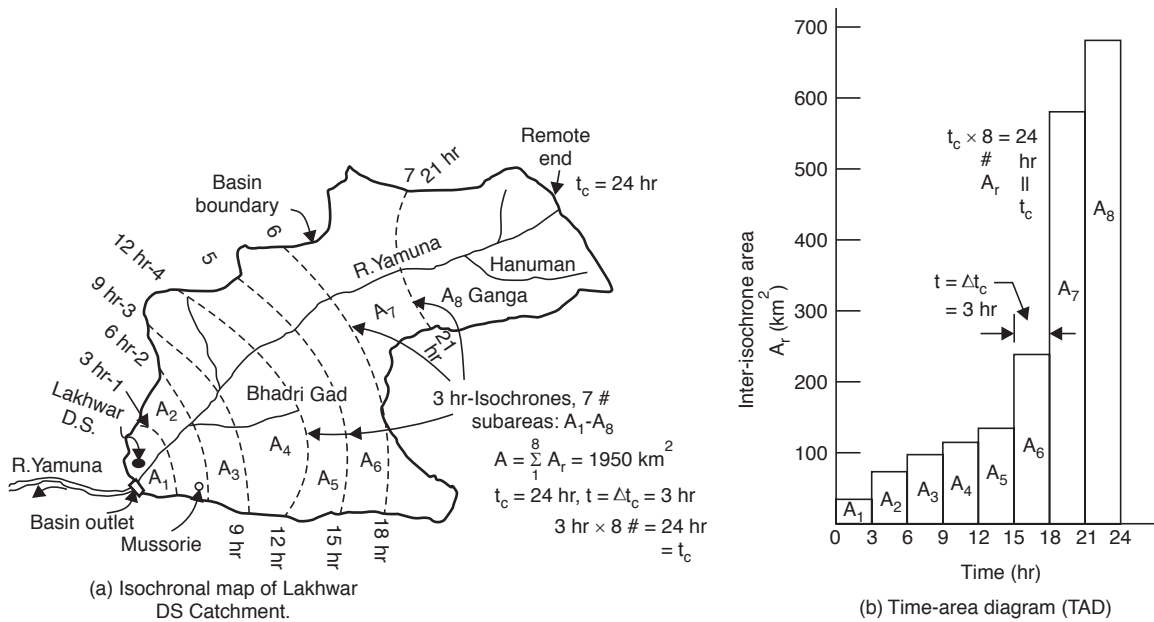 Remote
end
t_c = 24 hr
7
21 hr
Basin
boundary
6
5
12 hr-4
9 hr-3
6 hr-2
3 hr-1
R.Yamuna
Hanuman
A_8 Ganga
A_7
21
hr
Lakhwar
D.S.
A_2
Bhadri Gad
3 hr-Isochrones, 7 #
subareas: A_1-A_8
A = Σ_1^8 A_r = 1950 km^2
t_c = 24 hr, t = Δt_c = 3 hr
3 hr × 8 # = 24 hr
= t_c
R.Yamuna
A_1
A_3
A_4
A_5
A_6
Basin outlet
Mussorie
9 hr
12 hr
15 hr
18 hr
(a) Isochronal map of Lakhwar
DS Catchment.
700
600
500
400
300
200
100
Inter-isochrone area
A_r (km^2)
t_c × 8 = 24
# hr
A_r ||
t_c
t = Δt_c
= 3 hr
A_1
A_2
A_3
A_4
A_5
A_6
A_7
A_8
0 3 6 9 12 15 18 21 24
Time (hr)
(b) Time-area diagram (TAD)